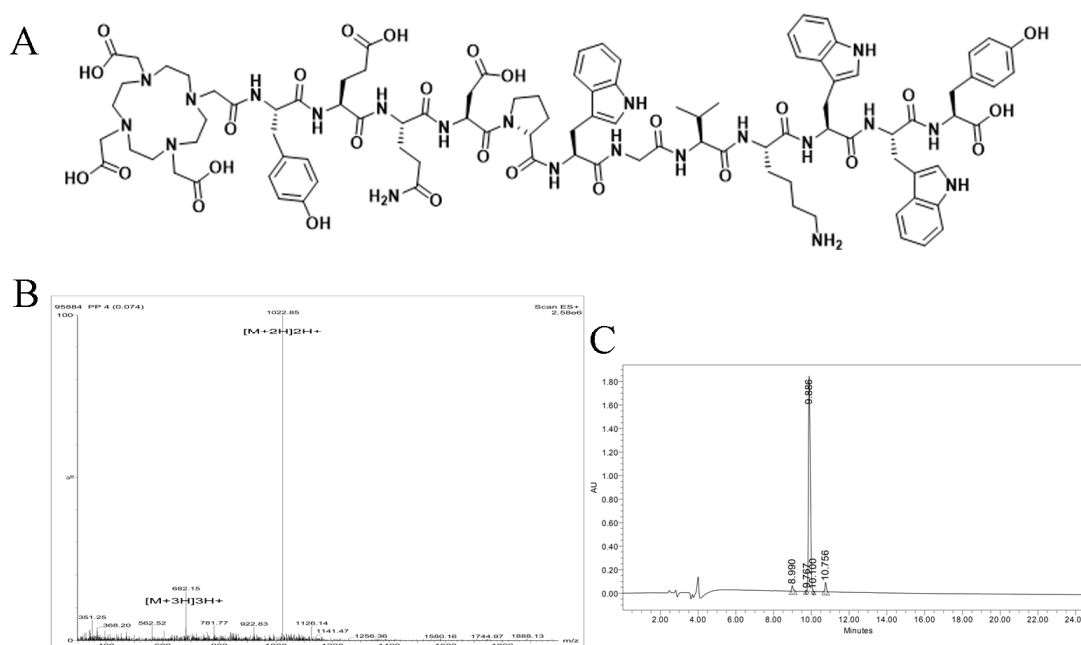 A
O
OH
O
OH
O
HO
O
OH
N
N
N
N
HO
O
O
OH
O
H
N
O
N
H
O
H
N
O
N
H
O
N
O
N
H
O
H
N
O
N
H
O
H
N
O
N
H
O
H
N
O
OH
OH
H₂N
O
NH
NH
NH
NH₂
OH
B
95884 PP 4 (0.074)
Scan ES+
2.58e6
100
1022.85
[M+2H]2H+
%
682.15
[M+3H]3H+
351.25
368.20
562.52
781.77
922.83
1126.14
1141.47
1256.36
1580.16
1744.97
1888.13
m/z
C
1.80
1.60
1.40
1.20
1.00
0.80
0.60
0.40
0.20
0.00
AU
8.990
9.767
9.886
10.100
10.756
2.00 4.00 6.00 8.00 10.00 12.00 14.00 16.00 18.00 20.00 22.00 24.0
Minutes